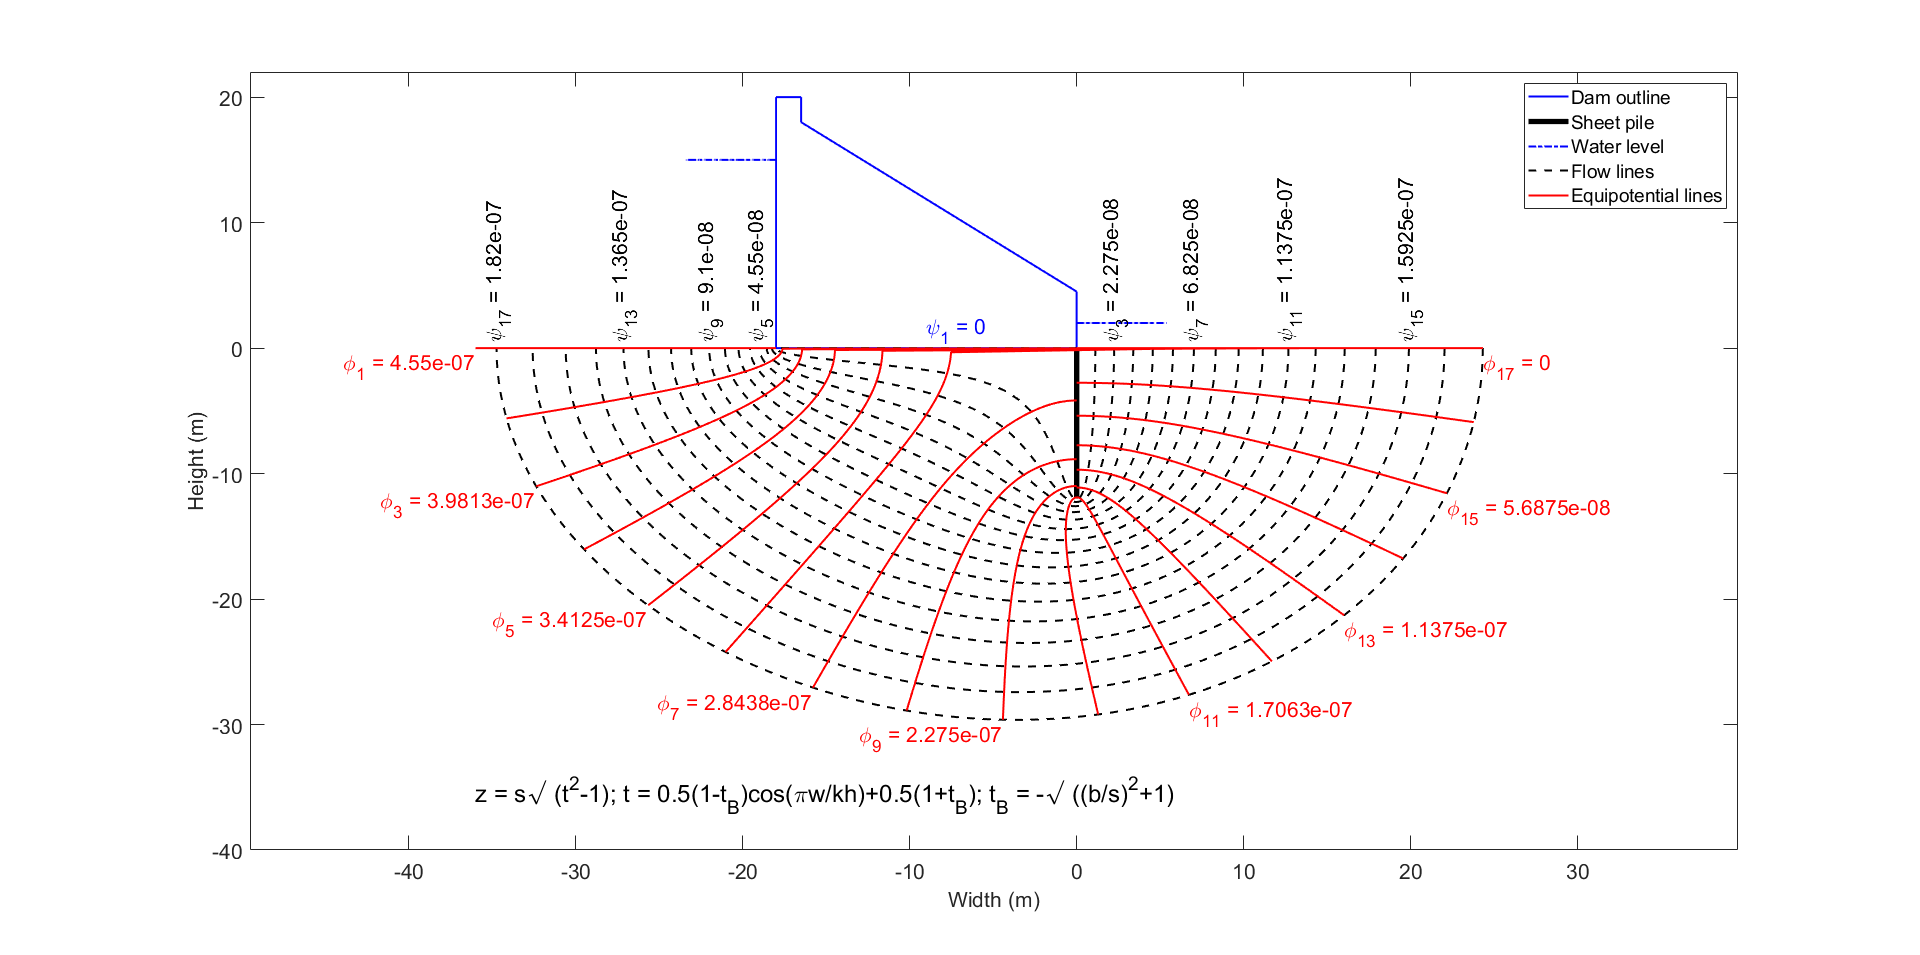 20
10
0
-10
-20
-30
-40
-40
-30
-20
-10
0
10
20
30
Height (m)
Width (m)
Dam outline
Sheet pile
Water level
Flow lines
Equipotential lines
ψ17 = 1.82e-07
ψ13 = 1.365e-07
ψ9 = 9.1e-08
ψ5 = 4.55e-08
ψ1 = 0
ψ3 = 2.275e-08
ψ7 = 6.825e-08
ψ11 = 1.1375e-07
ψ15 = 1.5925e-07
ϕ1 = 4.55e-07
ϕ17 = 0
ϕ3 = 3.9813e-07
ϕ15 = 5.6875e-08
ϕ5 = 3.4125e-07
ϕ13 = 1.1375e-07
ϕ7 = 2.8438e-07
ϕ11 = 1.7063e-07
ϕ9 = 2.275e-07
z = s√ (t²-1); t = 0.5(1-tB)cos(πw/kh)+0.5(1+tB); tB = -√ ((b/s)²+1)